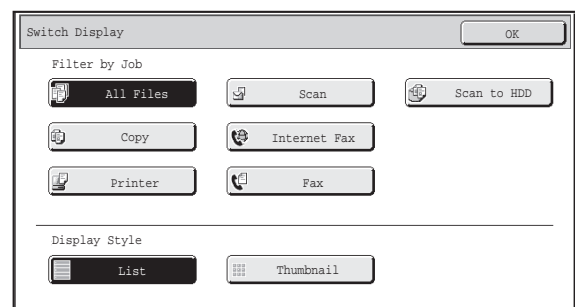 Switch Display OK
Filter by Job
All Files Scan Scan to HDD
Copy Internet Fax
Printer Fax
Display Style
List Thumbnail